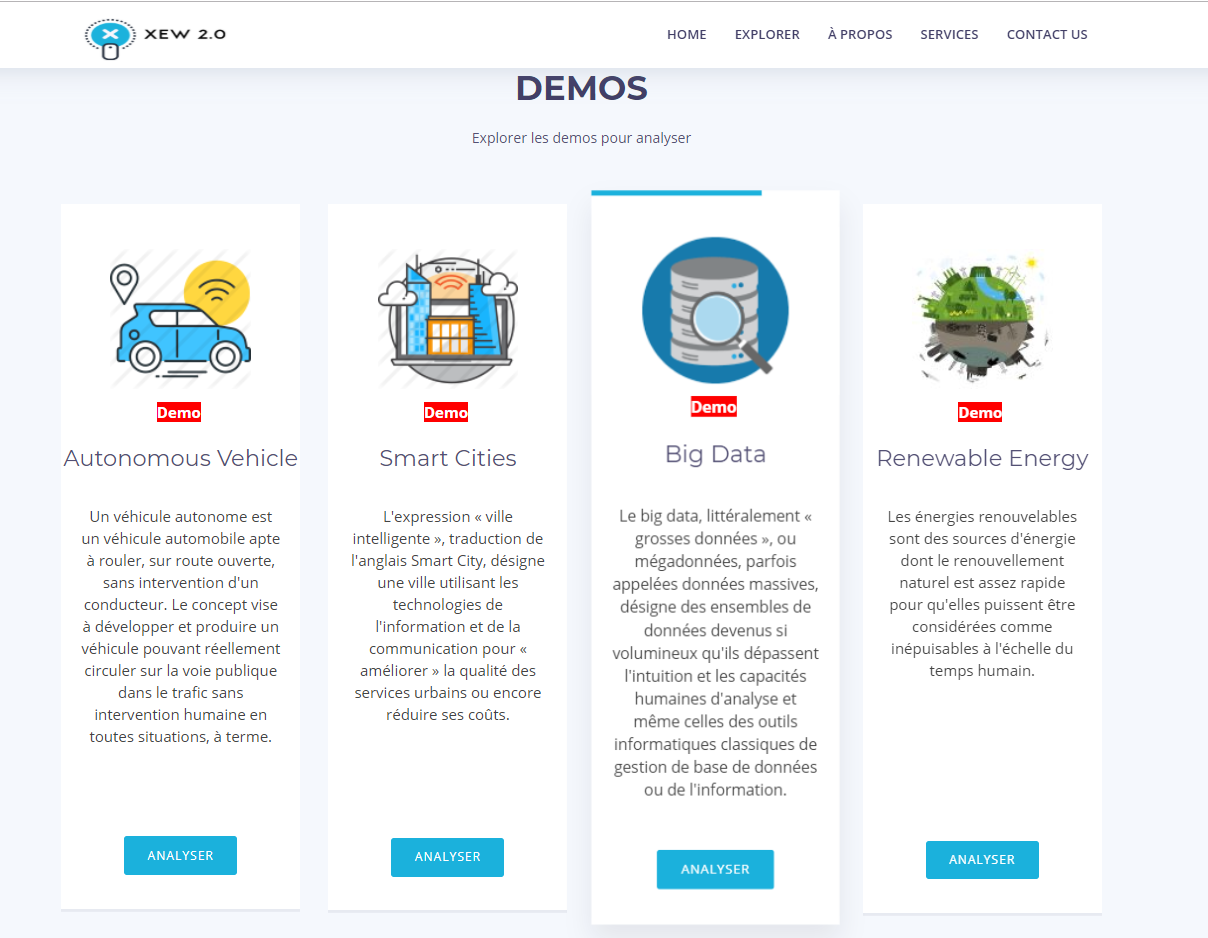 XEW 2.0
HOME EXPLORER À PROPOS SERVICES CONTACT US
DEMOS
Explorer les demos pour analyser
Demo
Autonomous Vehicle
Un véhicule autonome est
un véhicule automobile apte
à rouler, sur route ouverte,
sans intervention d'un
conducteur. Le concept vise
à développer et produire un
véhicule pouvant réellement
circuler sur la voie publique
dans le trafic sans
intervention humaine en
toutes situations, à terme.
ANALYSER
Demo
Smart Cities
L'expression « ville
intelligente », traduction de
l'anglais Smart City, désigne
une ville utilisant les
technologies de
l'information et de la
communication pour «
améliorer » la qualité des
services urbains ou encore
réduire ses coûts.
ANALYSER
Demo
Big Data
Le big data, littéralement «
grosses données », ou
mégadonnées, parfois
appelées données massives,
désigne des ensembles de
données devenus si
volumineux qu'ils dépassent
l'intuition et les capacités
humaines d'analyse et
même celles des outils
informatiques classiques de
gestion de base de données
ou de l'information.
ANALYSER
Demo
Renewable Energy
Les énergies renouvelables
sont des sources d'énergie
dont le renouvellement
naturel est assez rapide
pour qu'elles puissent être
considérées comme
inépuisables à l'échelle du
temps humain.
ANALYSER